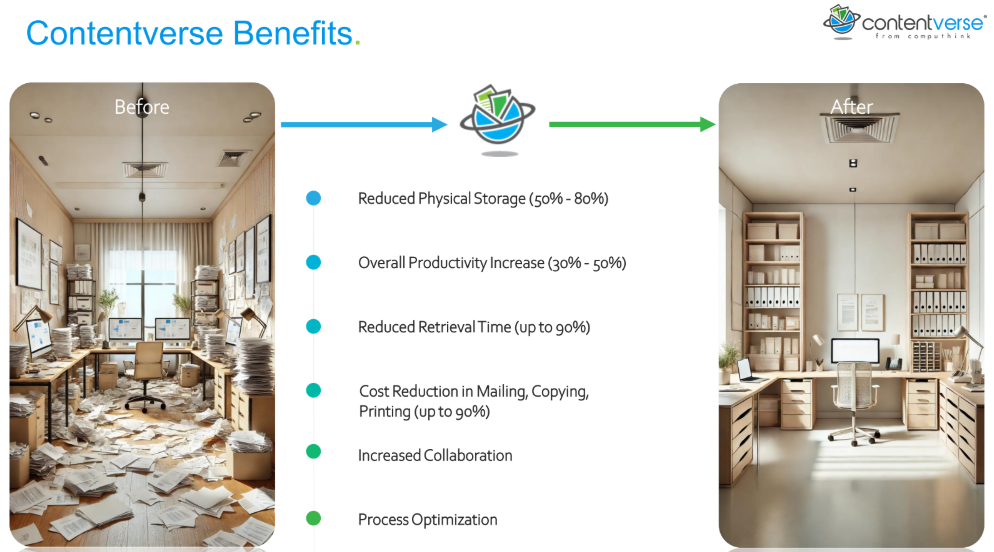 Contentverse Benefits.
contentverse
from computhink
Before
After
Reduced Physical Storage (50% - 80%)
Overall Productivity Increase (30% - 50%)
Reduced Retrieval Time (up to 90%)
Cost Reduction in Mailing, Copying,
Printing (up to 90%)
Increased Collaboration
Process Optimization